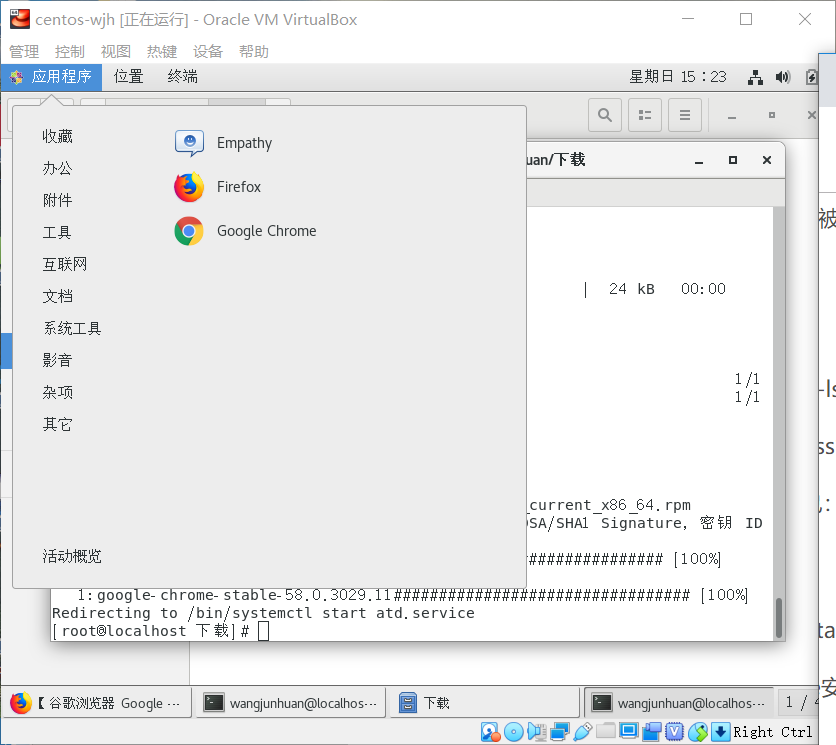 centos-wjh [正在运行] - Oracle VM VirtualBox
管理 控制 视图 热键 设备 帮助
应用程序 位置 终端 星期日 15：23
收藏
办公
附件
工具
互联网
文档
系统工具
影音
杂项
其它
活动概览
Empathy
Firefox
Google Chrome
uan/下载
被
| 24 kB 00:00
1/1
-ls
1/1
ss
_current_x86_64.rpm
SA/SHA1 Signature, 密钥 ID
############### [100%]
1:google-chrome-stable-58.0.3029.11################################# [100%]
Redirecting to /bin/systemctl start atd.service
[root@localhost 下载]#
ta
安
【 谷歌浏览器 Google ···
wangjunhuan@localhos···
下载
wangjunhuan@localhos···
1 / 4
Right Ctrl